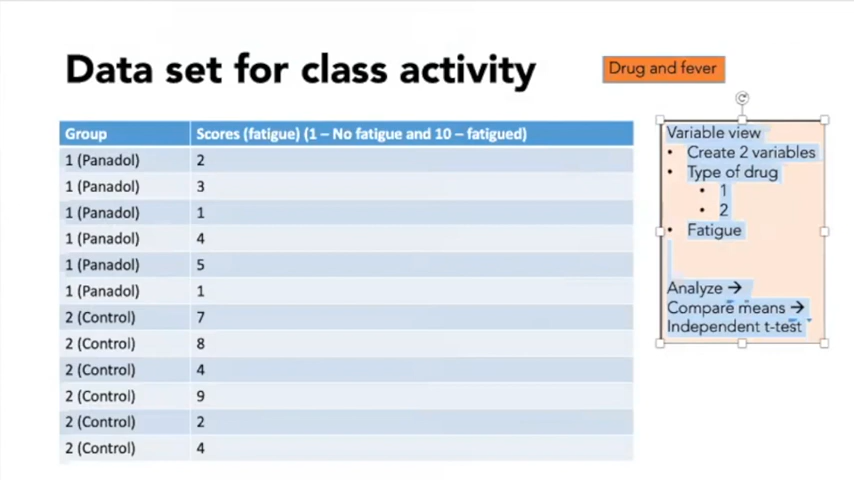 Data set for class activity
Drug and fever
Group Scores (fatigue) (1 – No fatigue and 10 – fatigued)
1 (Panadol) 2
1 (Panadol) 3
1 (Panadol) 1
1 (Panadol) 4
1 (Panadol) 5
1 (Panadol) 1
2 (Control) 7
2 (Control) 8
2 (Control) 4
2 (Control) 9
2 (Control) 2
2 (Control) 4
Variable view
• Create 2 variables
• Type of drug
• 1
• 2
• Fatigue
Analyze →
Compare means →
Independent t-test